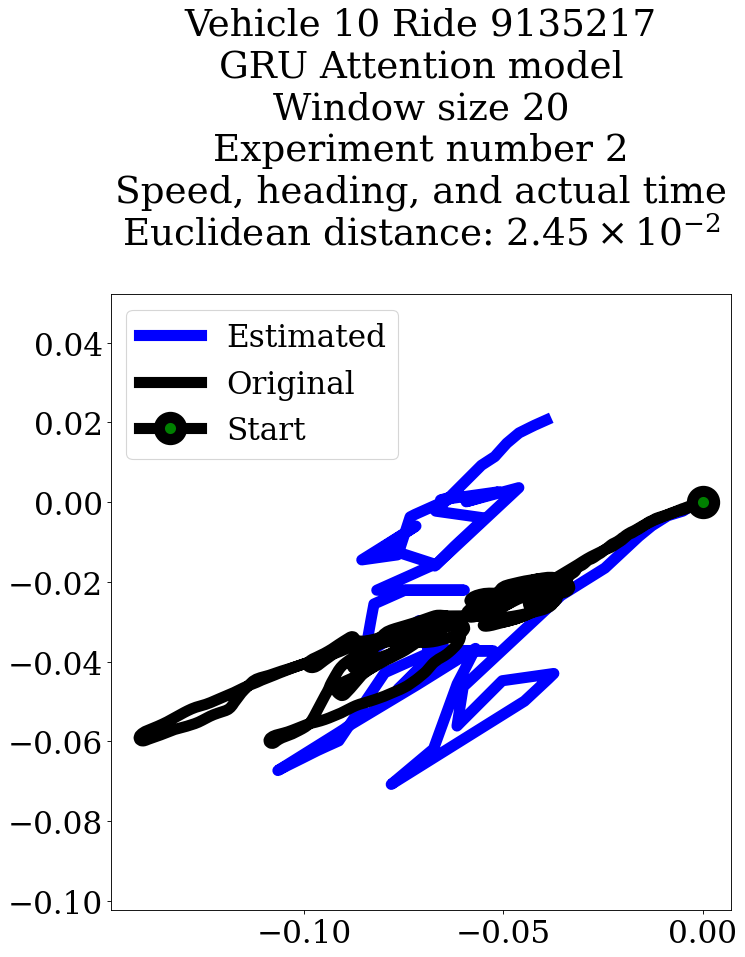 Vehicle 10 Ride 9135217
GRU Attention model
Window size 20
Experiment number 2
Speed, heading, and actual time
Euclidean distance: 2.45 × 10⁻²
Estimated
Original
Start
0.04
0.02
0.00
−0.02
−0.04
−0.06
−0.08
−0.10
−0.10 −0.05 0.00